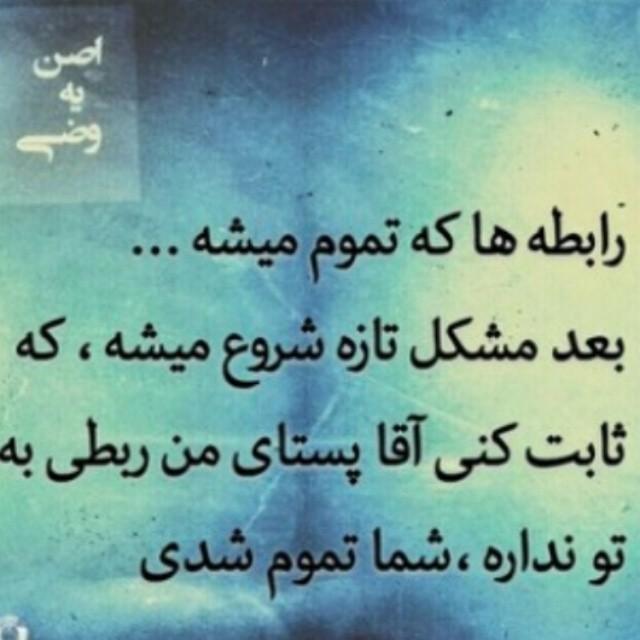 اصن
یه
وضی
رابطه ها که تموم میشه ...
بعد مشکل تازه شروع میشه ، که
ثابت کنی آقا پستای من ربطی به
تو نداره ،شما تموم شدی